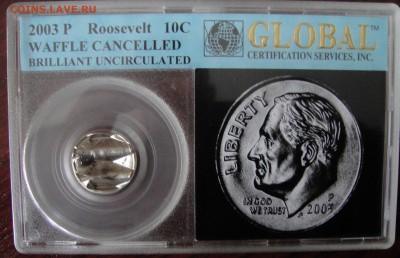 COINS.LAVE.RU
2003 P Roosevelt 10C
WAFFLE CANCELLED
BRILLIANT UNCIRCULATED
GLOBAL™
CERTIFICATION SERVICES, INC.
LIBERTY
IN GOD
WE TRUST
P
2003